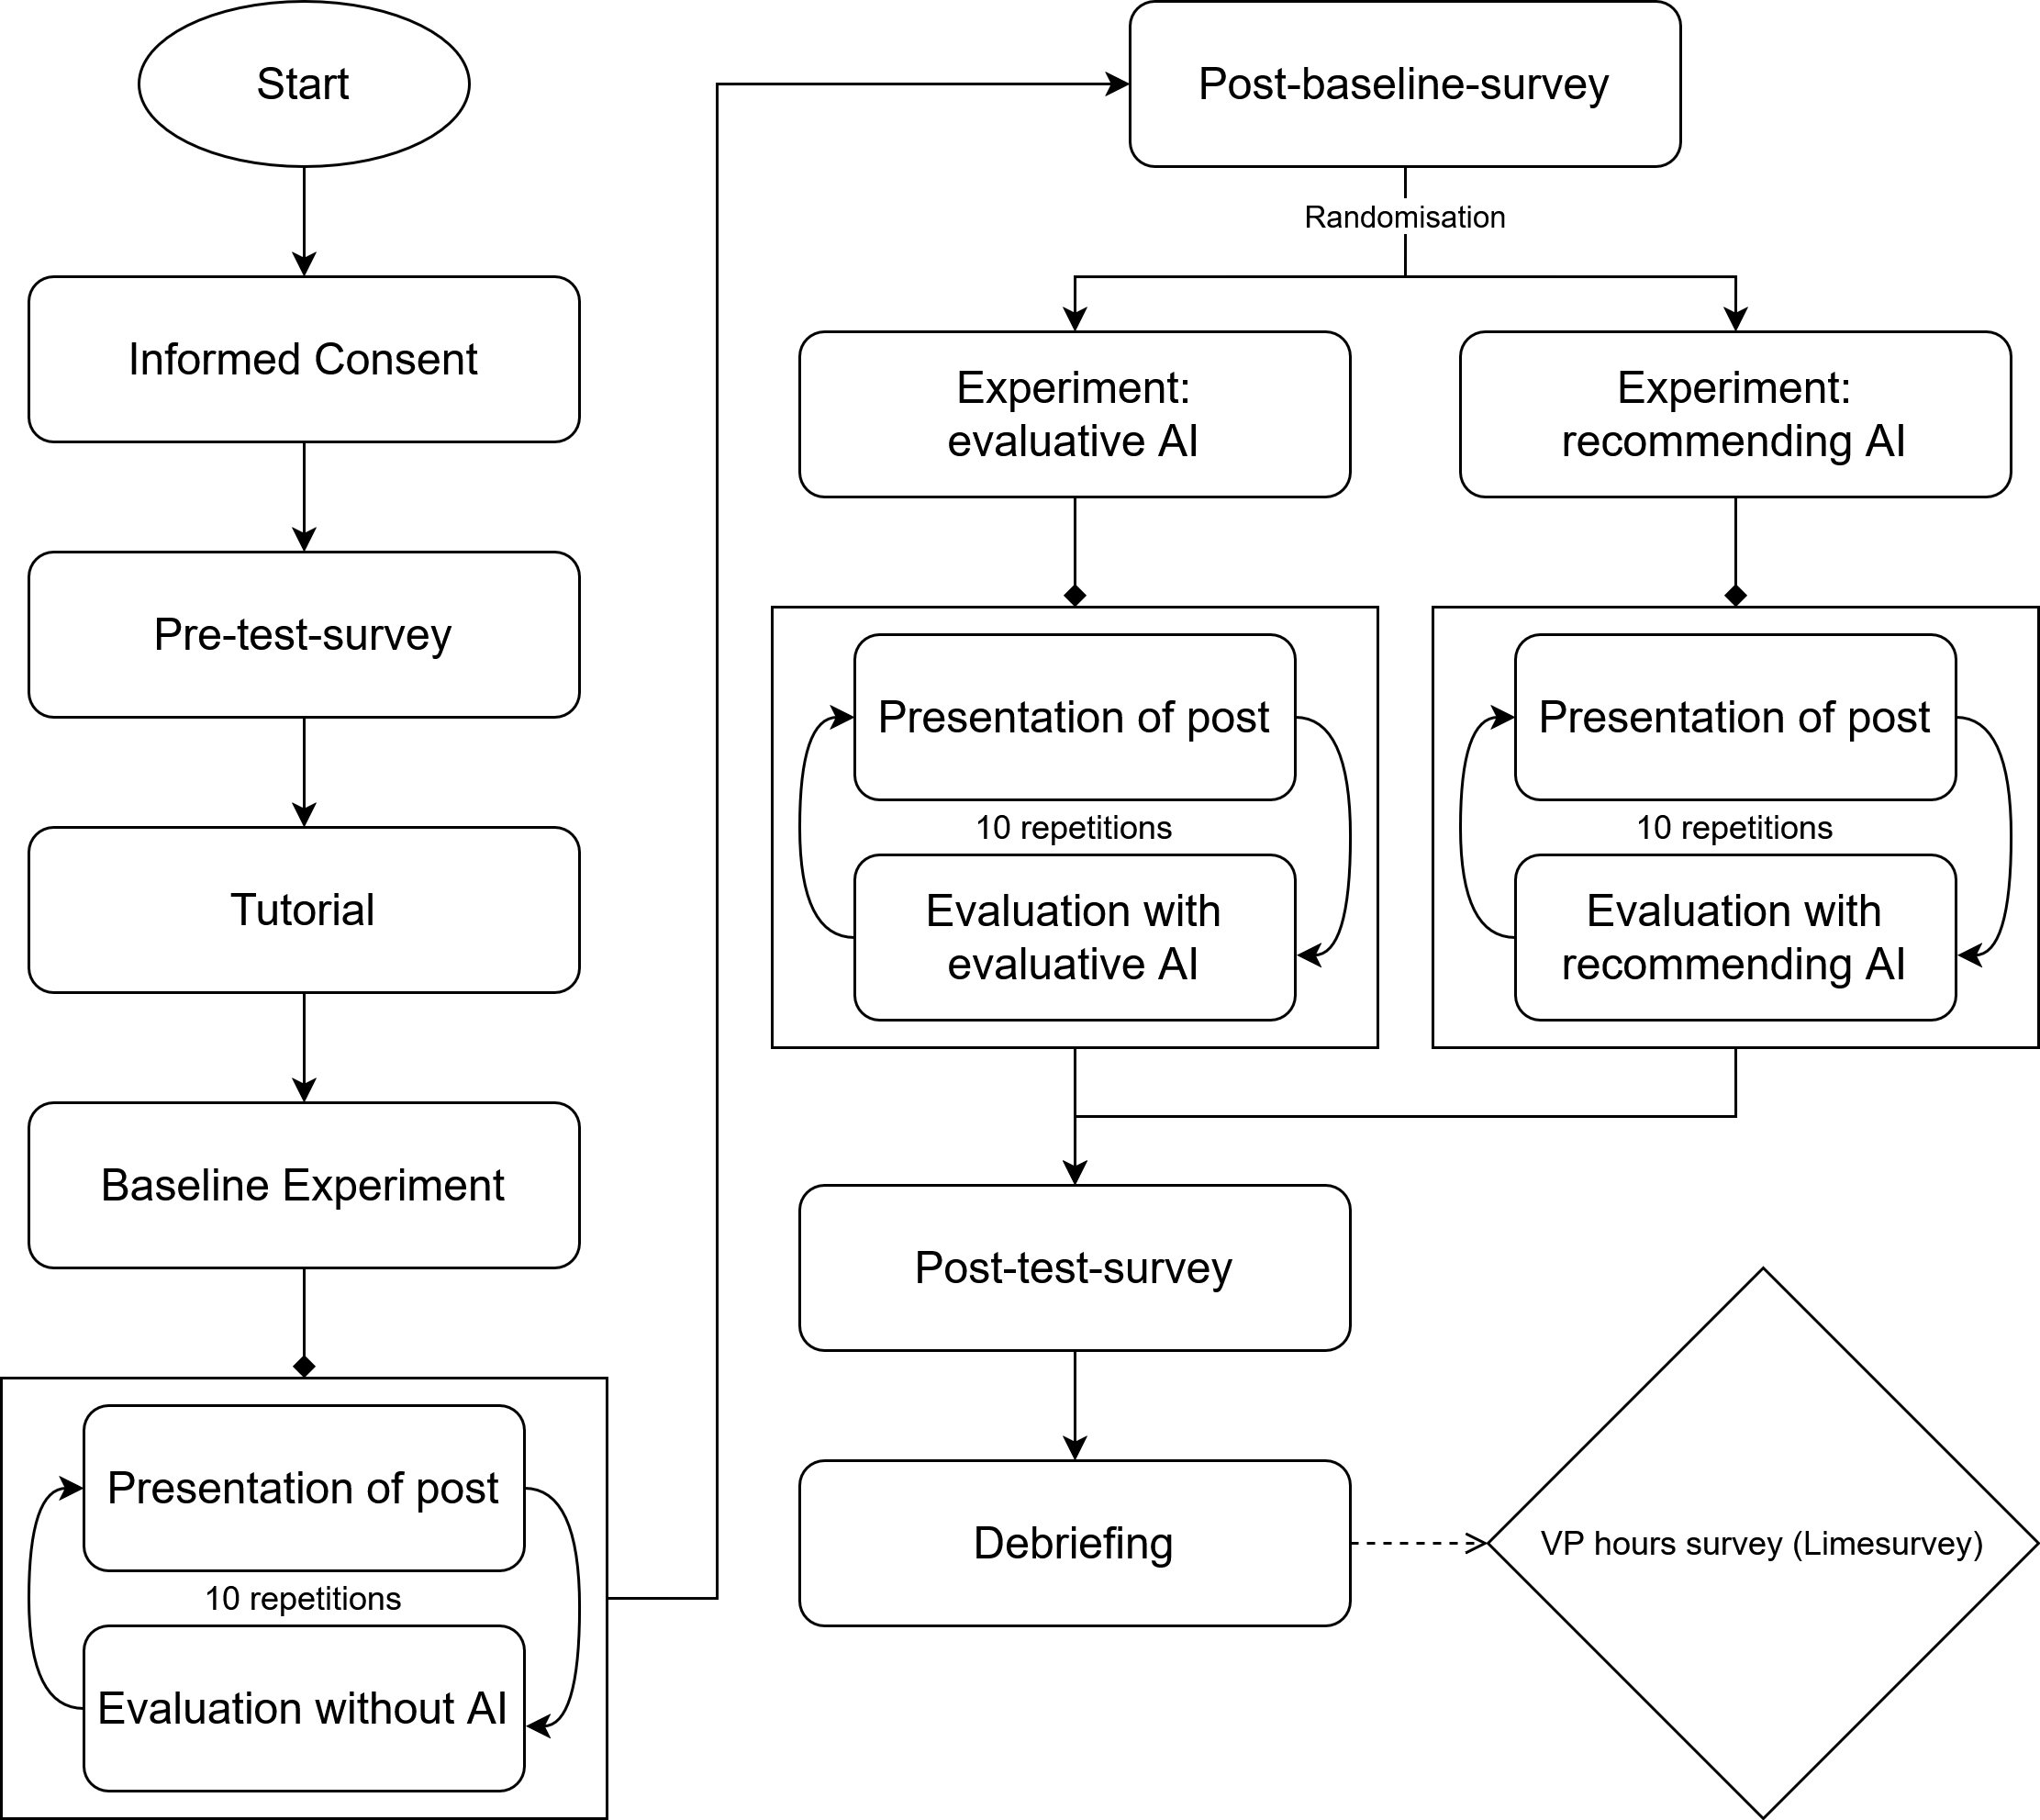 Start
Informed Consent
Pre-test-survey
Tutorial
Baseline Experiment
Presentation of post
10 repetitions
Evaluation without AI
Post-baseline-survey
Randomisation
Experiment:
evaluative AI
Presentation of post
10 repetitions
Evaluation with
evaluative AI
Experiment:
recommending AI
Presentation of post
10 repetitions
Evaluation with
recommending AI
Post-test-survey
Debriefing
VP hours survey (Limesurvey)